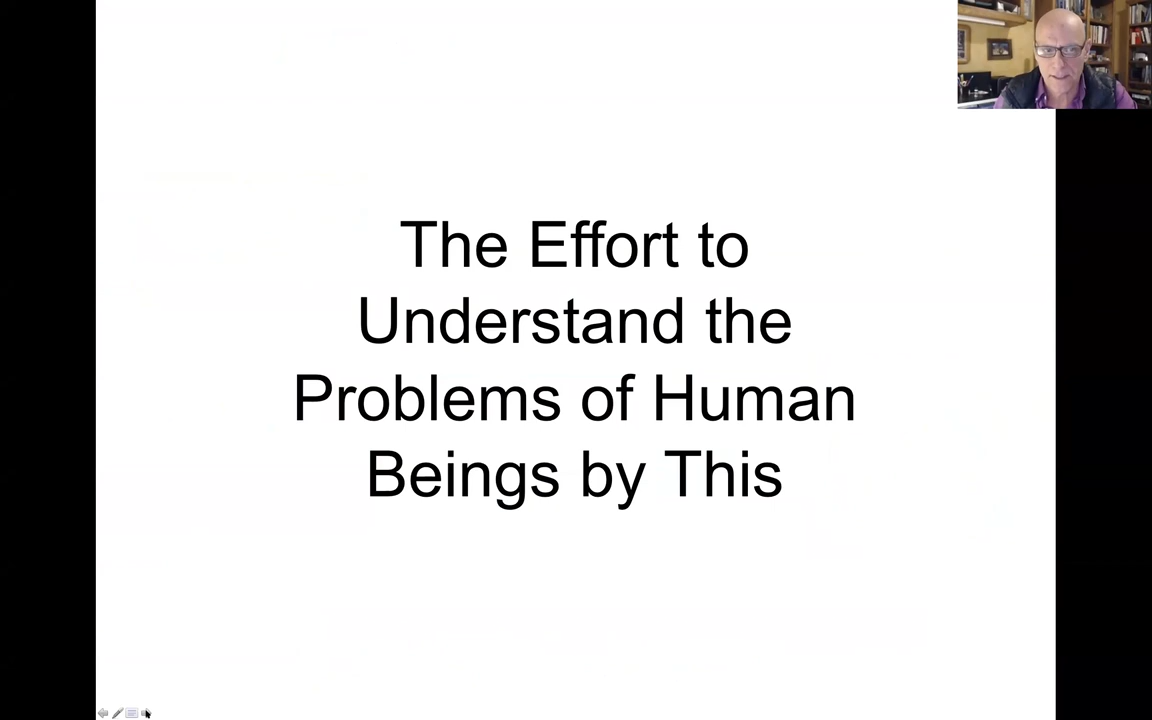 The Effort to
Understand the
Problems of Human
Beings by This